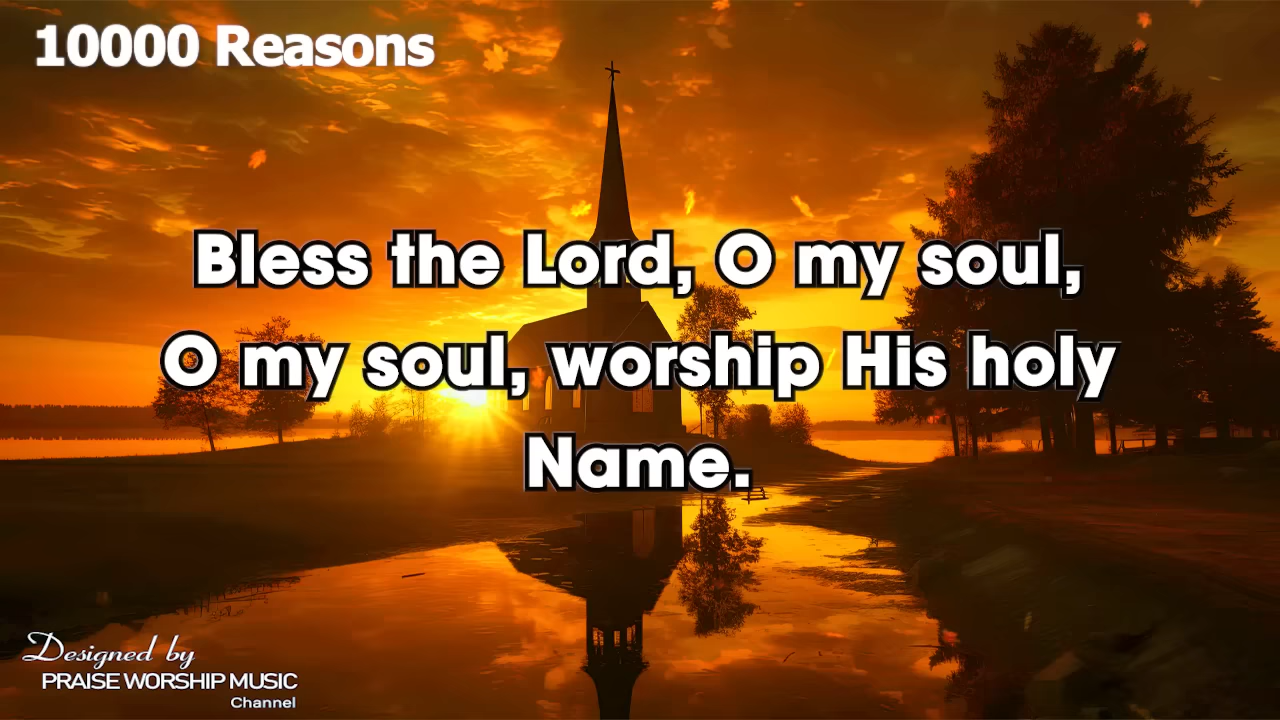 10000 Reasons
Bless the Lord, O my soul,
O my soul, worship His holy
Name.
Designed by
PRAISE WORSHIP MUSIC
Channel